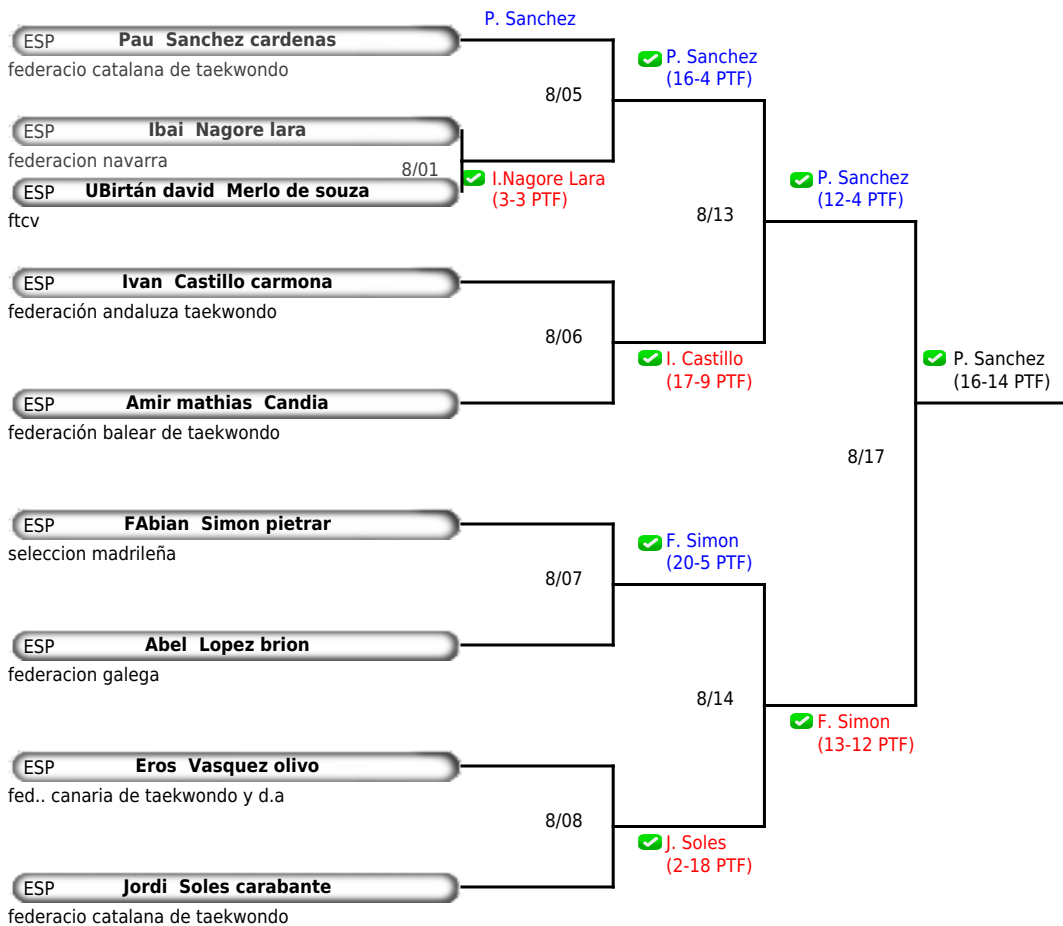 P. Sanchez
ESP Pau Sanchez cardenas
federacio catalana de taekwondo
P. Sanchez
(16-4 PTF)
8/05
ESP Ibai Nagore lara
federacion navarra
8/01
I.Nagore Lara
(3-3 PTF)
ESP UBirtán david Merlo de souza
ftcv
P. Sanchez
(12-4 PTF)
8/13
ESP Ivan Castillo carmona
federación andaluza taekwondo
8/06
I. Castillo
(17-9 PTF)
P. Sanchez
(16-14 PTF)
ESP Amir mathias Candia
federación balear de taekwondo
8/17
ESP FAbian Simon pietrar
seleccion madrileña
F. Simon
(20-5 PTF)
8/07
ESP Abel Lopez brion
federacion galega
8/14
F. Simon
(13-12 PTF)
ESP Eros Vasquez olivo
fed.. canaria de taekwondo y d.a
8/08
J. Soles
(2-18 PTF)
ESP Jordi Soles carabante
federacio catalana de taekwondo